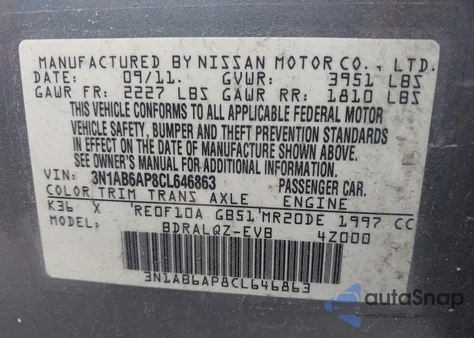 MANUFACTURED BY NISSAN MOTOR CO., LTD.
DATE: 09/11. GVWR: 3951 LBS
GAWR FR: 2227 LBS GAWR RR: 1810 LBS
THIS VEHICLE CONFORMS TO ALL APPLICABLE FEDERAL MOTOR
VEHICLE SAFETY, BUMPER AND THEFT PREVENTION STANDARDS
IN EFFECT ON THE DATE OF MANUFACTURE SHOWN ABOVE.
SEE OWNER'S MANUAL FOR ADDITIONAL INFORMATION.
VIN: 3N1AB6AP8CL646863 PASSENGER CAR.
COLOR TRIM TRANS AXLE ENGINE
K36 X RE0F10A GB51 MR20DE 1997 CC
MODEL: BDRALQZ-EVB 4Z000
3N1AB6AP8CL646863
autoSnap